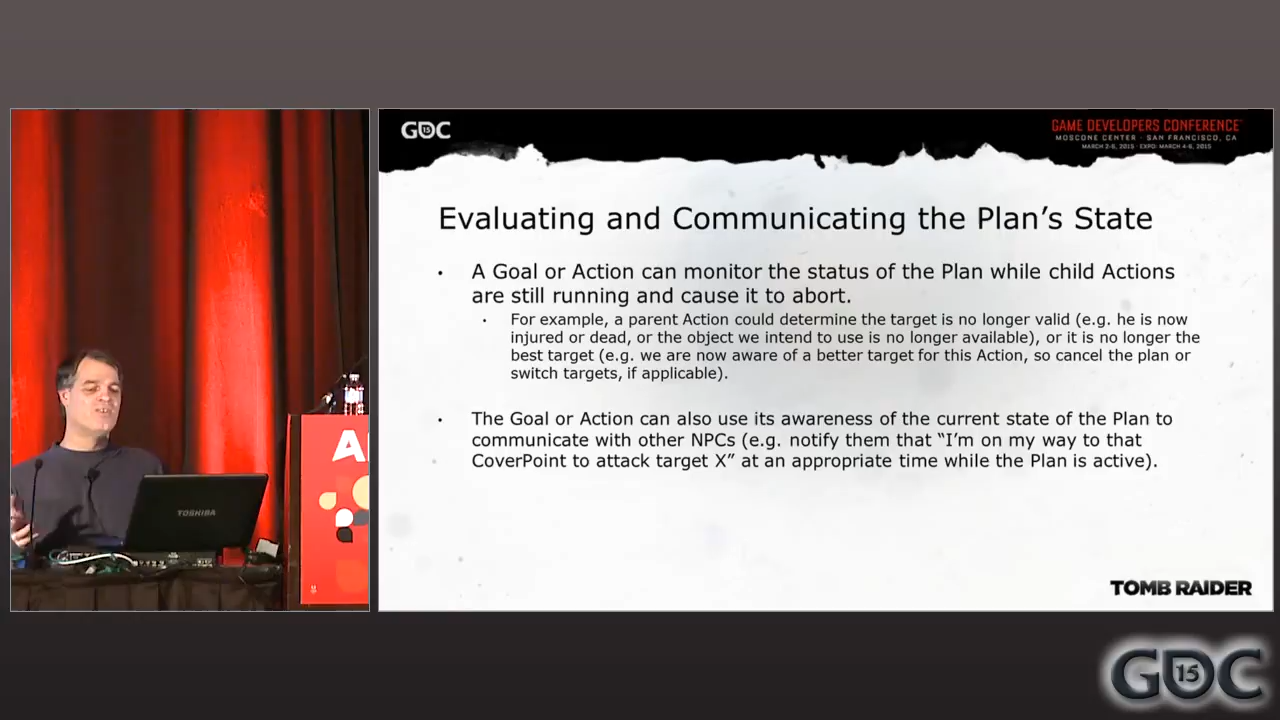 GDC 15
GAME DEVELOPERS CONFERENCE
MOSCONE CENTER · SAN FRANCISCO, CA
MARCH 2-6, 2015 · EXPO: MARCH 4-6, 2015
Evaluating and Communicating the Plan’s State
• A Goal or Action can monitor the status of the Plan while child Actions
are still running and cause it to abort.
• For example, a parent Action could determine the target is no longer valid (e.g. he is now
injured or dead, or the object we intend to use is no longer available), or it is no longer the
best target (e.g. we are now aware of a better target for this Action, so cancel the plan or
switch targets, if applicable).
• The Goal or Action can also use its awareness of the current state of the Plan to
communicate with other NPCs (e.g. notify them that “I’m on my way to that
CoverPoint to attack target X” at an appropriate time while the Plan is active).
TOMB RAIDER
TOSHIBA
GDC 15